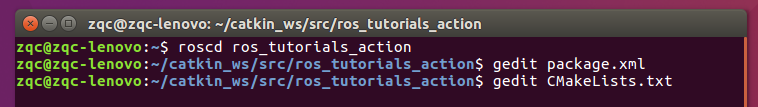 zqc@zqc-lenovo: ~/catkin_ws/src/ros_tutorials_action
zqc@zqc-lenovo:~$ roscd ros_tutorials_action
zqc@zqc-lenovo:~/catkin_ws/src/ros_tutorials_action$ gedit package.xml
zqc@zqc-lenovo:~/catkin_ws/src/ros_tutorials_action$ gedit CMakeLists.txt